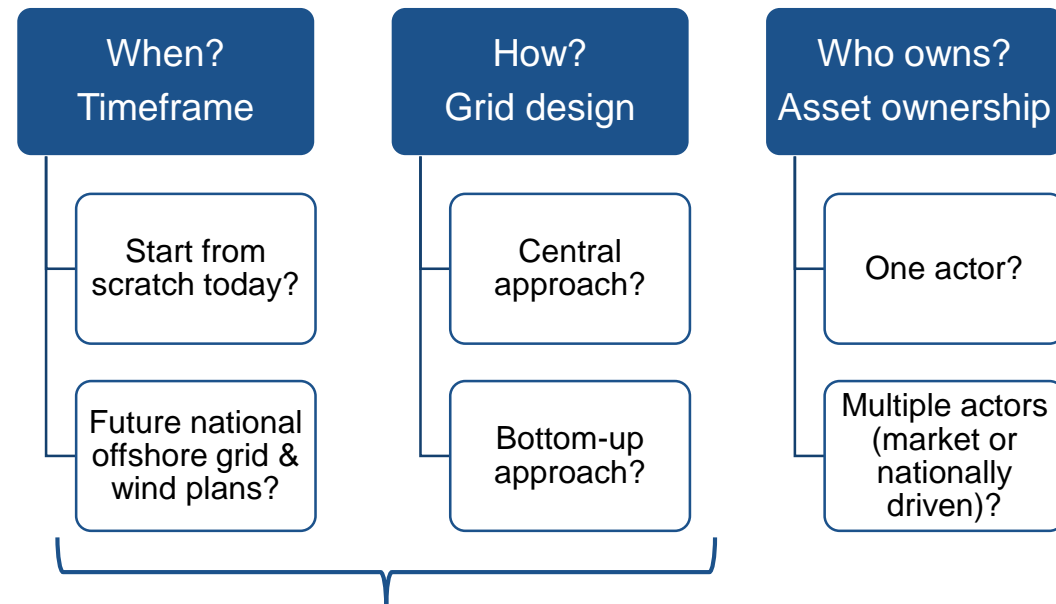 When?
Timeframe
Start from
scratch today?
Future national
offshore grid &
wind plans?
How?
Grid design
Central
approach?
Bottom-up
approach?
Who owns?
Asset ownership
One actor?
Multiple actors
(market or
nationally
driven)?